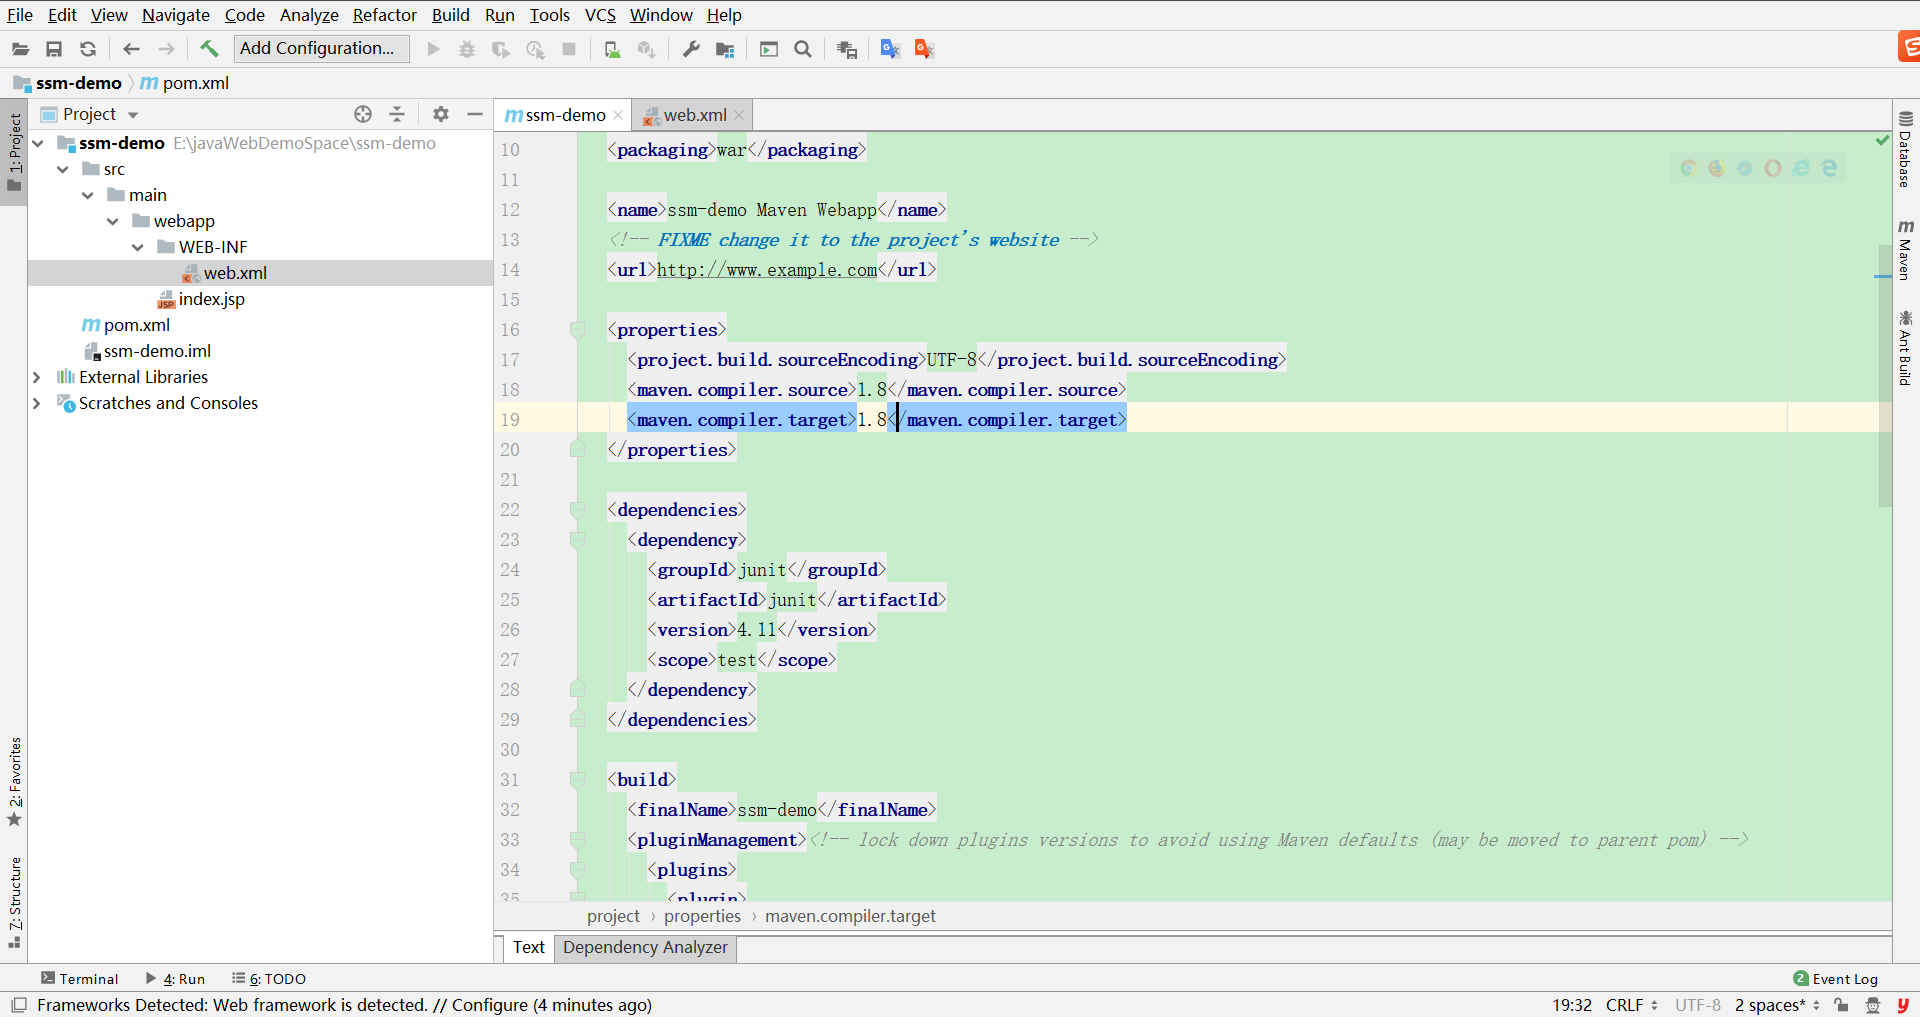 File Edit View Navigate Code Analyze Refactor Build Run Tools VCS Window Help
Add Configuration...
ssm-demo pom.xml
Project
ssm-demo E:\javaWebDemoSpace\ssm-demo
src
main
webapp
WEB-INF
web.xml
index.jsp
pom.xml
ssm-demo.iml
External Libraries
Scratches and Consoles
1: Project
2: Favorites
7: Structure
ssm-demo web.xml
10 <packaging>war</packaging>
11
12 <name>ssm-demo Maven Webapp</name>
13 <!-- FIXME change it to the project's website -->
14 <url>http://www.example.com</url>
15
16 <properties>
17 <project.build.sourceEncoding>UTF-8</project.build.sourceEncoding>
18 <maven.compiler.source>1.8</maven.compiler.source>
19 <maven.compiler.target>1.8</maven.compiler.target>
20 </properties>
21
22 <dependencies>
23 <dependency>
24 <groupId>junit</groupId>
25 <artifactId>junit</artifactId>
26 <version>4.11</version>
27 <scope>test</scope>
28 </dependency>
29 </dependencies>
30
31 <build>
32 <finalName>ssm-demo</finalName>
33 <pluginManagement><!-- lock down plugins versions to avoid using Maven defaults (may be moved to parent pom) -->
34 <plugins>
35 <plugin>
project › properties › maven.compiler.target
Text Dependency Analyzer
Database
Maven
Ant Build
Terminal 4: Run 6: TODO
2 Event Log
Frameworks Detected: Web framework is detected. // Configure (4 minutes ago)
19:32 CRLF UTF-8 2 spaces*